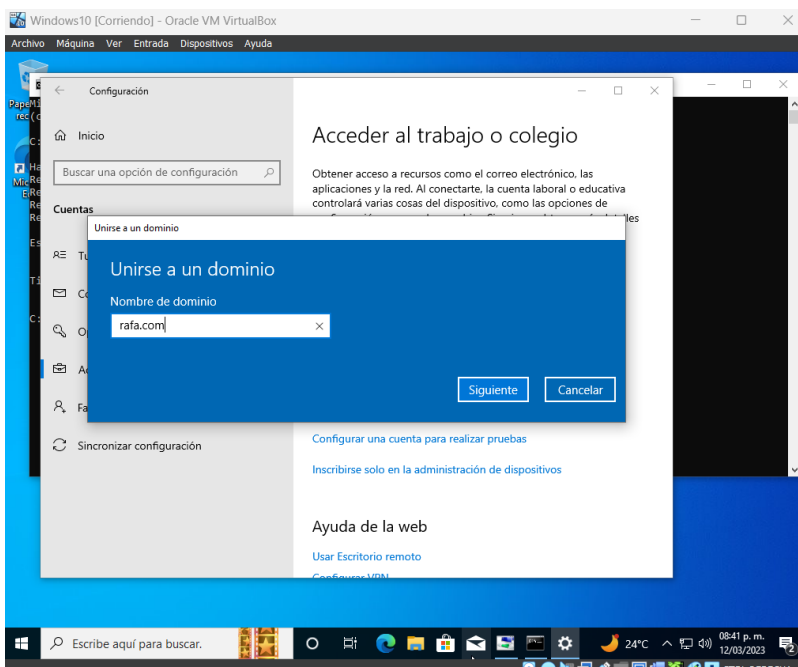 Windows10 [Corriendo] - Oracle VM VirtualBox
Archivo Máquina Ver Entrada Dispositivos Ayuda
Configuración
Inicio
Buscar una opción de configuración
Cuentas
Sincronizar configuración
Acceder al trabajo o colegio
Obtener acceso a recursos como el correo electrónico, las
aplicaciones y la red. Al conectarte, la cuenta laboral o educativa
controlará varias cosas del dispositivo, como las opciones de
Unirse a un dominio
Unirse a un dominio
Nombre de dominio
rafa.com
Siguiente Cancelar
Configurar una cuenta para realizar pruebas
Inscribirse solo en la administración de dispositivos
Ayuda de la web
Usar Escritorio remoto
Configurar VPN
Escribe aquí para buscar.
24°C
08:41 p. m.
12/03/2023